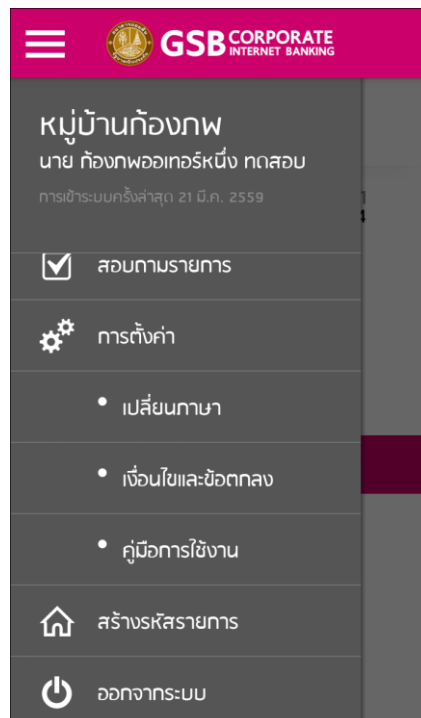 GSB CORPORATE
INTERNET BANKING
หมู่บ้านก้องภพ
นาย ก้องภพออเทอร์หนึ่ง ทดสอบ
การเข้าระบบครั้งล่าสุด 21 มี.ค. 2559
สอบถามรายการ
การตั้งค่า
• เปลี่ยนภาษา
• เงื่อนไขและข้อตกลง
• คู่มือการใช้งาน
สร้างรหัสรายการ
ออกจากระบบ